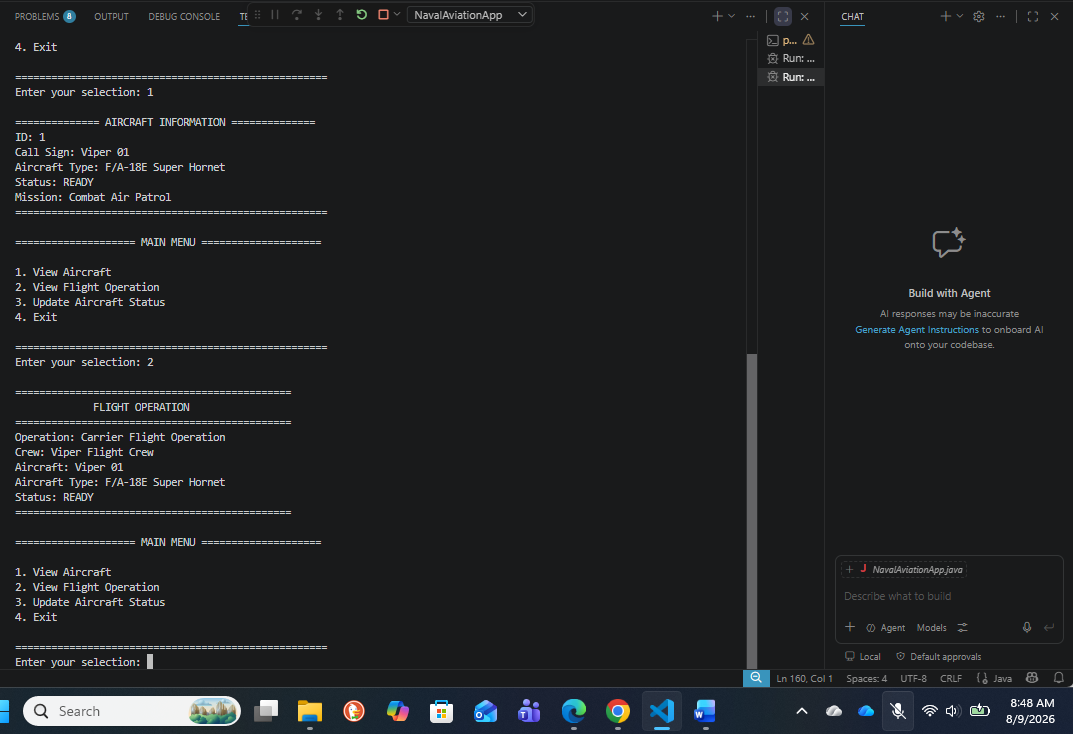 PROBLEMS 8 OUTPUT DEBUG CONSOLE TE NavalAviationApp
4. Exit
====================================================
Enter your selection: 1
============== AIRCRAFT INFORMATION ==============
ID: 1
Call Sign: Viper 01
Aircraft Type: F/A-18E Super Hornet
Status: READY
Mission: Combat Air Patrol
====================================================
==================== MAIN MENU ====================
1. View Aircraft
2. View Flight Operation
3. Update Aircraft Status
4. Exit
====================================================
Enter your selection: 2
==============================================
FLIGHT OPERATION
==============================================
Operation: Carrier Flight Operation
Crew: Viper Flight Crew
Aircraft: Viper 01
Aircraft Type: F/A-18E Super Hornet
Status: READY
==============================================
==================== MAIN MENU ====================
1. View Aircraft
2. View Flight Operation
3. Update Aircraft Status
4. Exit
====================================================
Enter your selection:
p...
Run: ...
Run: ...
CHAT
Build with Agent
AI responses may be inaccurate
Generate Agent Instructions to onboard AI
onto your codebase.
+ J NavalAviationApp.java
Describe what to build
Agent Models
Local Default approvals
Ln 160, Col 1 Spaces: 4 UTF-8 CRLF {} Java
Search
8:48 AM
8/9/2026